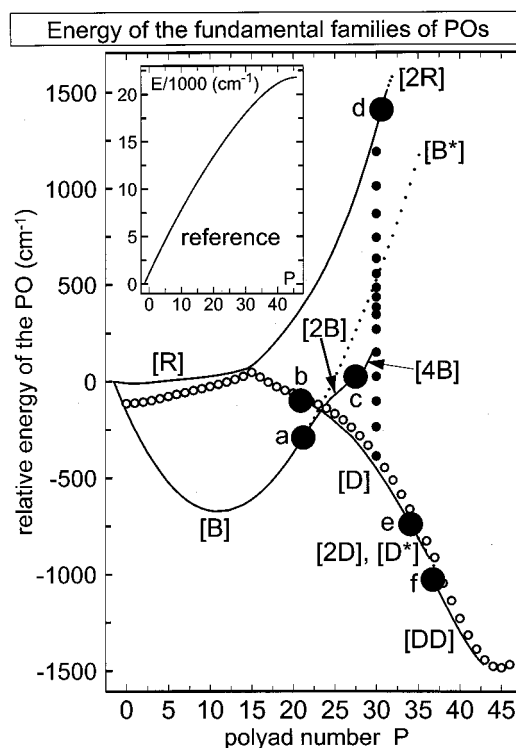 Energy of the fundamental families of POs
relative energy of the PO (cm⁻¹)
1500
1000
500
0
-500
-1000
-1500
E/1000 (cm⁻¹)
20
15
10
5
0
reference
P
0 10 20 30 40
[2R]
d
[B*]
[2B]
[R]
b
c
[4B]
a
[D]
[B]
e
[2D], [D*]
f
[DD]
0 5 10 15 20 25 30 35 40 45
polyad number P